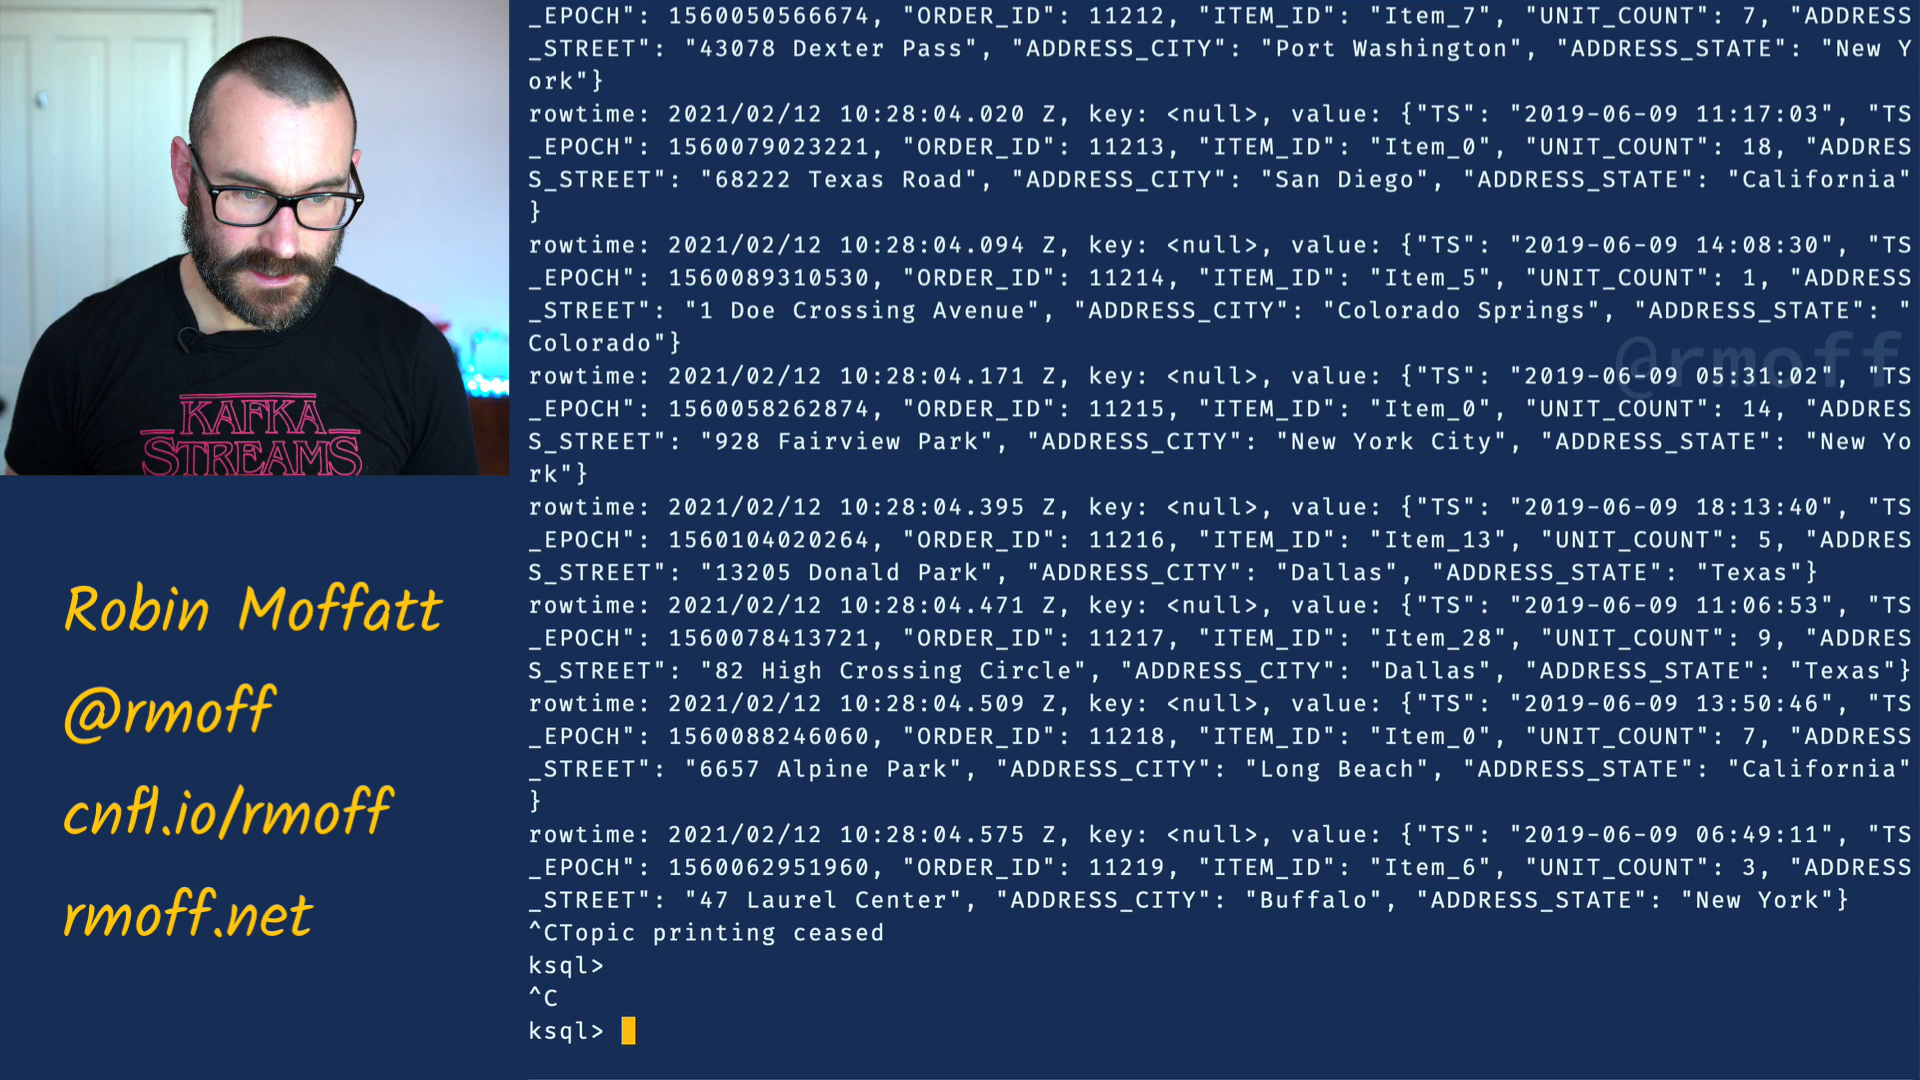 KAFKA
STREAMS
Robin Moffatt
@rmoff
cnfl.io/rmoff
rmoff.net
_EPOCH": 1560050566674, "ORDER_ID": 11212, "ITEM_ID": "Item_7", "UNIT_COUNT": 7, "ADDRESS
_STREET": "43078 Dexter Pass", "ADDRESS_CITY": "Port Washington", "ADDRESS_STATE": "New Y
ork"}
rowtime: 2021/02/12 10:28:04.020 Z, key: <null>, value: {"TS": "2019-06-09 11:17:03", "TS
_EPOCH": 1560079023221, "ORDER_ID": 11213, "ITEM_ID": "Item_0", "UNIT_COUNT": 18, "ADDRES
S_STREET": "68222 Texas Road", "ADDRESS_CITY": "San Diego", "ADDRESS_STATE": "California"
}
rowtime: 2021/02/12 10:28:04.094 Z, key: <null>, value: {"TS": "2019-06-09 14:08:30", "TS
_EPOCH": 1560089310530, "ORDER_ID": 11214, "ITEM_ID": "Item_5", "UNIT_COUNT": 1, "ADDRESS
_STREET": "1 Doe Crossing Avenue", "ADDRESS_CITY": "Colorado Springs", "ADDRESS_STATE": "
Colorado"}
@rmoff
rowtime: 2021/02/12 10:28:04.171 Z, key: <null>, value: {"TS": "2019-06-09 05:31:02", "TS
_EPOCH": 1560058262874, "ORDER_ID": 11215, "ITEM_ID": "Item_0", "UNIT_COUNT": 14, "ADDRES
S_STREET": "928 Fairview Park", "ADDRESS_CITY": "New York City", "ADDRESS_STATE": "New Yo
rk"}
rowtime: 2021/02/12 10:28:04.395 Z, key: <null>, value: {"TS": "2019-06-09 18:13:40", "TS
_EPOCH": 1560104020264, "ORDER_ID": 11216, "ITEM_ID": "Item_13", "UNIT_COUNT": 5, "ADDRES
S_STREET": "13205 Donald Park", "ADDRESS_CITY": "Dallas", "ADDRESS_STATE": "Texas"}
rowtime: 2021/02/12 10:28:04.471 Z, key: <null>, value: {"TS": "2019-06-09 11:06:53", "TS
_EPOCH": 1560078413721, "ORDER_ID": 11217, "ITEM_ID": "Item_28", "UNIT_COUNT": 9, "ADDRES
S_STREET": "82 High Crossing Circle", "ADDRESS_CITY": "Dallas", "ADDRESS_STATE": "Texas"}
rowtime: 2021/02/12 10:28:04.509 Z, key: <null>, value: {"TS": "2019-06-09 13:50:46", "TS
_EPOCH": 1560088246060, "ORDER_ID": 11218, "ITEM_ID": "Item_0", "UNIT_COUNT": 7, "ADDRESS
_STREET": "6657 Alpine Park", "ADDRESS_CITY": "Long Beach", "ADDRESS_STATE": "California"
}
rowtime: 2021/02/12 10:28:04.575 Z, key: <null>, value: {"TS": "2019-06-09 06:49:11", "TS
_EPOCH": 1560062951960, "ORDER_ID": 11219, "ITEM_ID": "Item_6", "UNIT_COUNT": 3, "ADDRESS
_STREET": "47 Laurel Center", "ADDRESS_CITY": "Buffalo", "ADDRESS_STATE": "New York"}
^CTopic printing ceased
ksql>
^C
ksql>